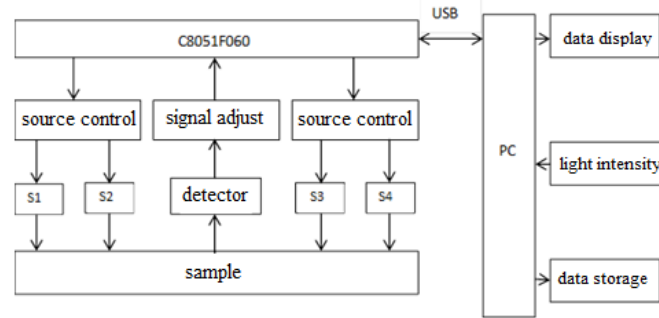 USB
C8051F060
data display
source control
signal adjust
source control
PC
light intensity
S1
S2
detector
S3
S4
sample
data storage